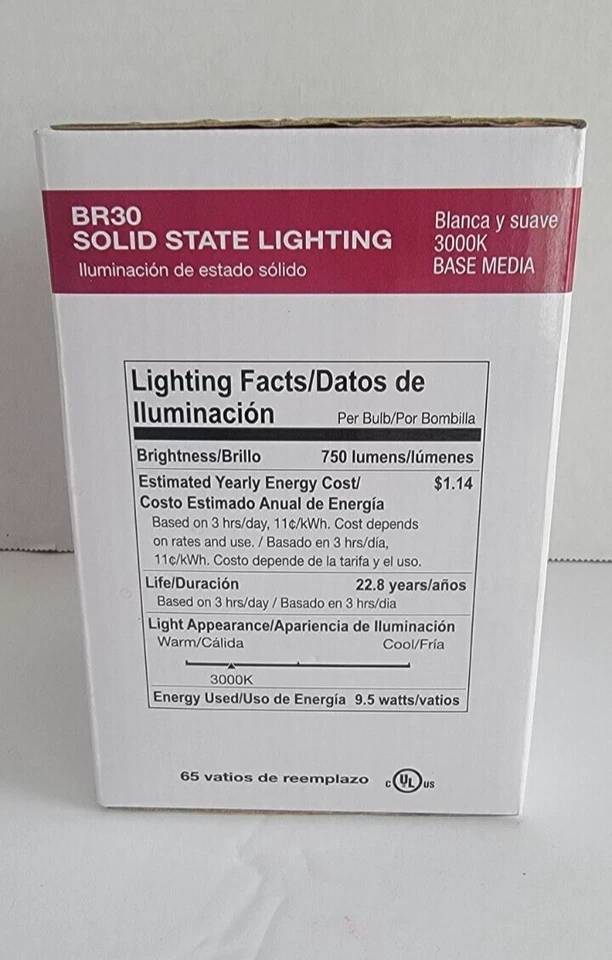 BR30
SOLID STATE LIGHTING
Iluminación de estado sólido
Blanca y suave
3000K
BASE MEDIA
Lighting Facts/Datos de
Iluminación
Per Bulb/Por Bombilla
Brightness/Brillo 750 lumens/lúmenes
Estimated Yearly Energy Cost/ $1.14
Costo Estimado Anual de Energía
Based on 3 hrs/day, 11¢/kWh. Cost depends
on rates and use. / Basado en 3 hrs/día,
11¢/kWh. Costo depende de la tarifa y el uso.
Life/Duración 22.8 years/años
Based on 3 hrs/day / Basado en 3 hrs/dia
Light Appearance/Apariencia de Iluminación
Warm/Cálida Cool/Fría
3000K
Energy Used/Uso de Energía 9.5 watts/vatios
65 vatios de reemplazo c UL US